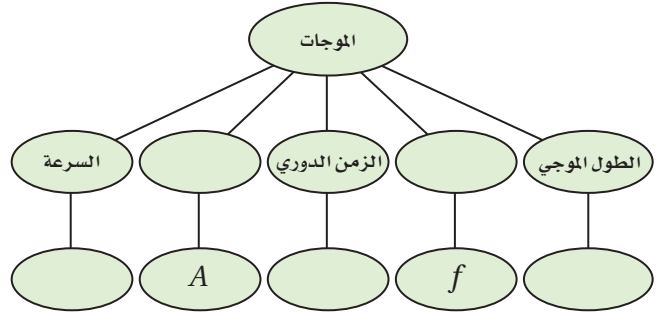 الموجات
الطول الموجي
الزمن الدوري
السرعة
f
A